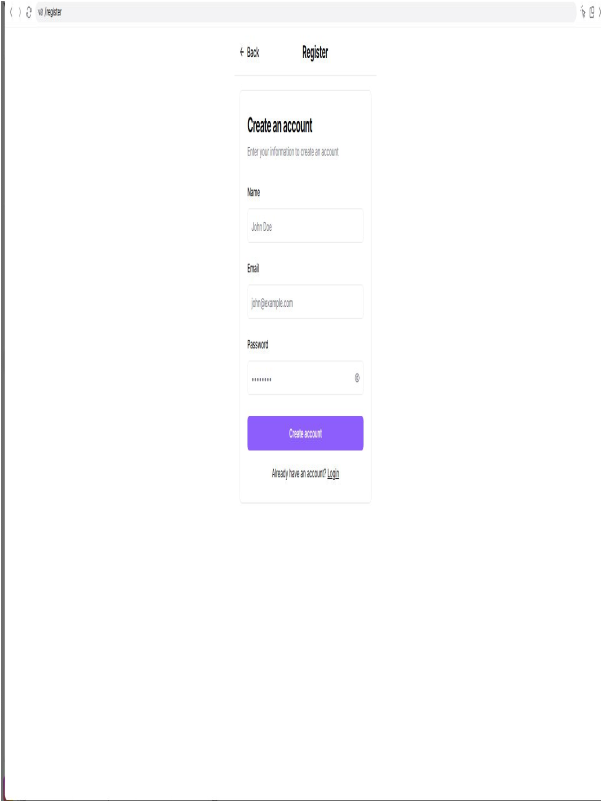 /register
Back
Register
Create an account
Enter your information to create an account
Name
John Doe
Email
john@example.com
Password
••••••••
Create account
Already have an account? Login